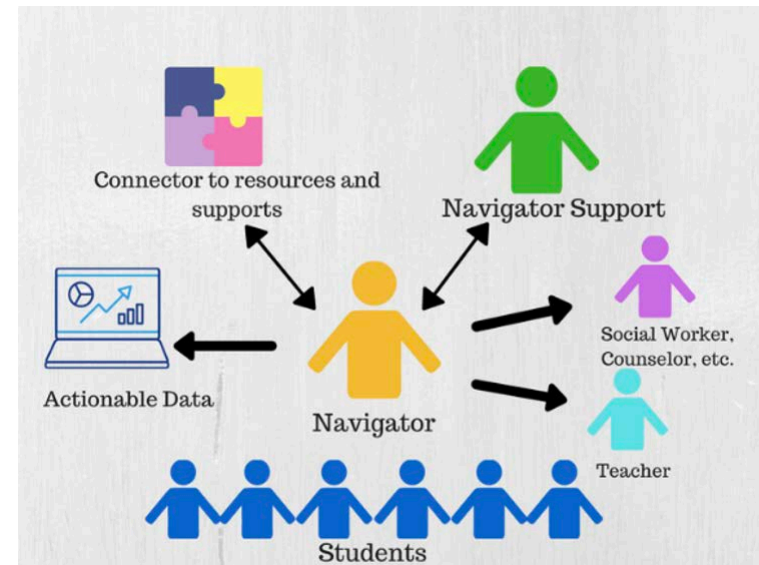 Connector to resources and
supports
Navigator Support
Social Worker,
Counselor, etc.
Actionable Data
Navigator
Teacher
Students